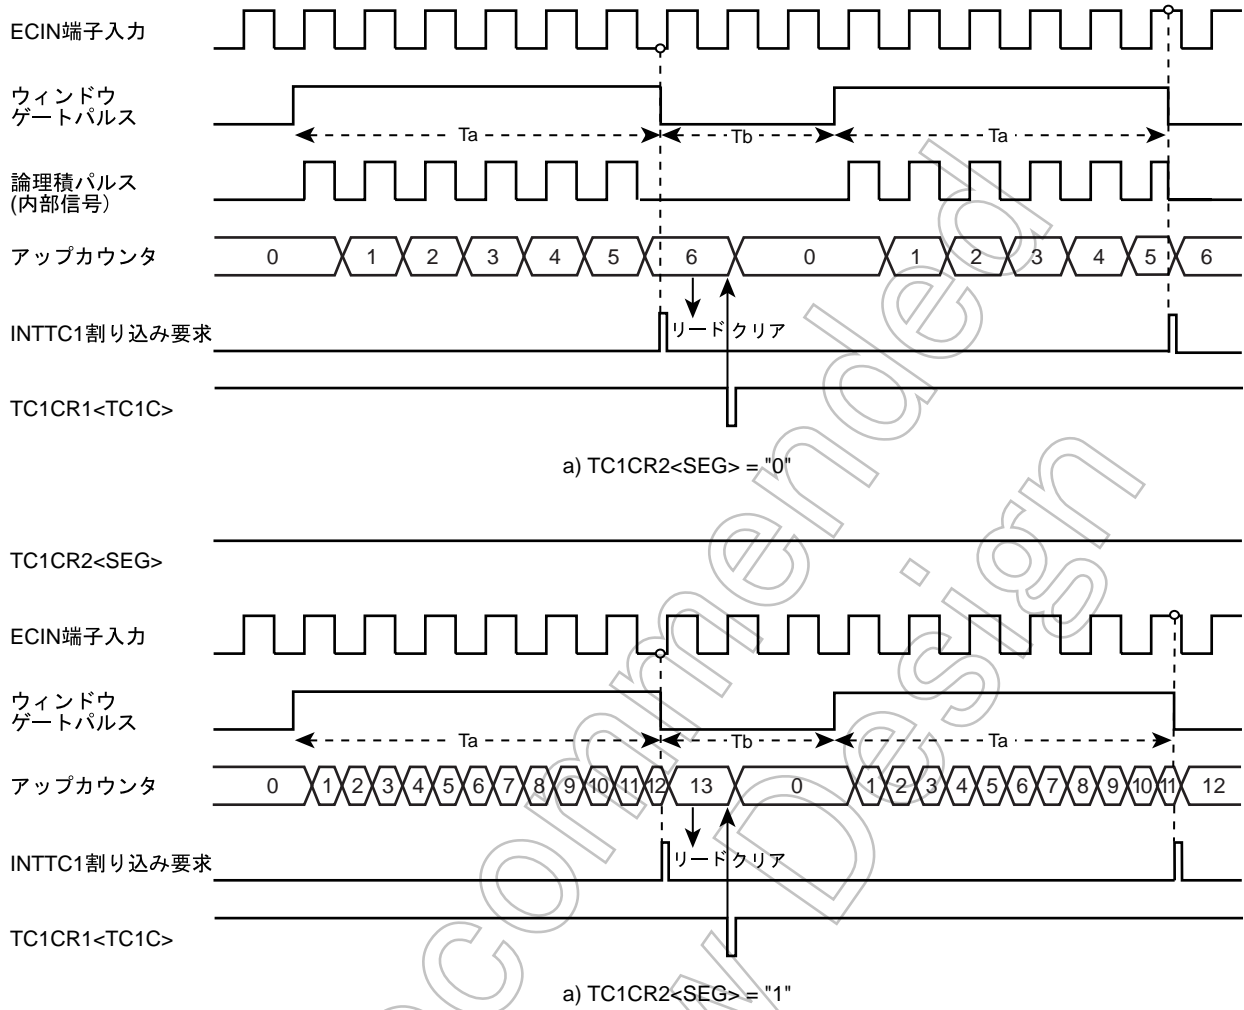 ECIN端子入力
ウィンドウ
ゲートパルス
Ta Tb Ta
論理積パルス
(内部信号)
アップカウンタ 0 1 2 3 4 5 6 0 1 2 3 4 5 6
INTTC1割り込み要求 リード クリア
TC1CR1<TC1C>
a) TC1CR2<SEG> = "0"
TC1CR2<SEG>
ECIN端子入力
ウィンドウ
ゲートパルス
Ta Tb Ta
アップカウンタ 0 1 2 3 4 5 6 7 8 9 10 11 12 13 0 1 2 3 4 5 6 7 8 9 10 11 12
INTTC1割り込み要求 リード クリア
TC1CR1<TC1C>
a) TC1CR2<SEG> = "1"